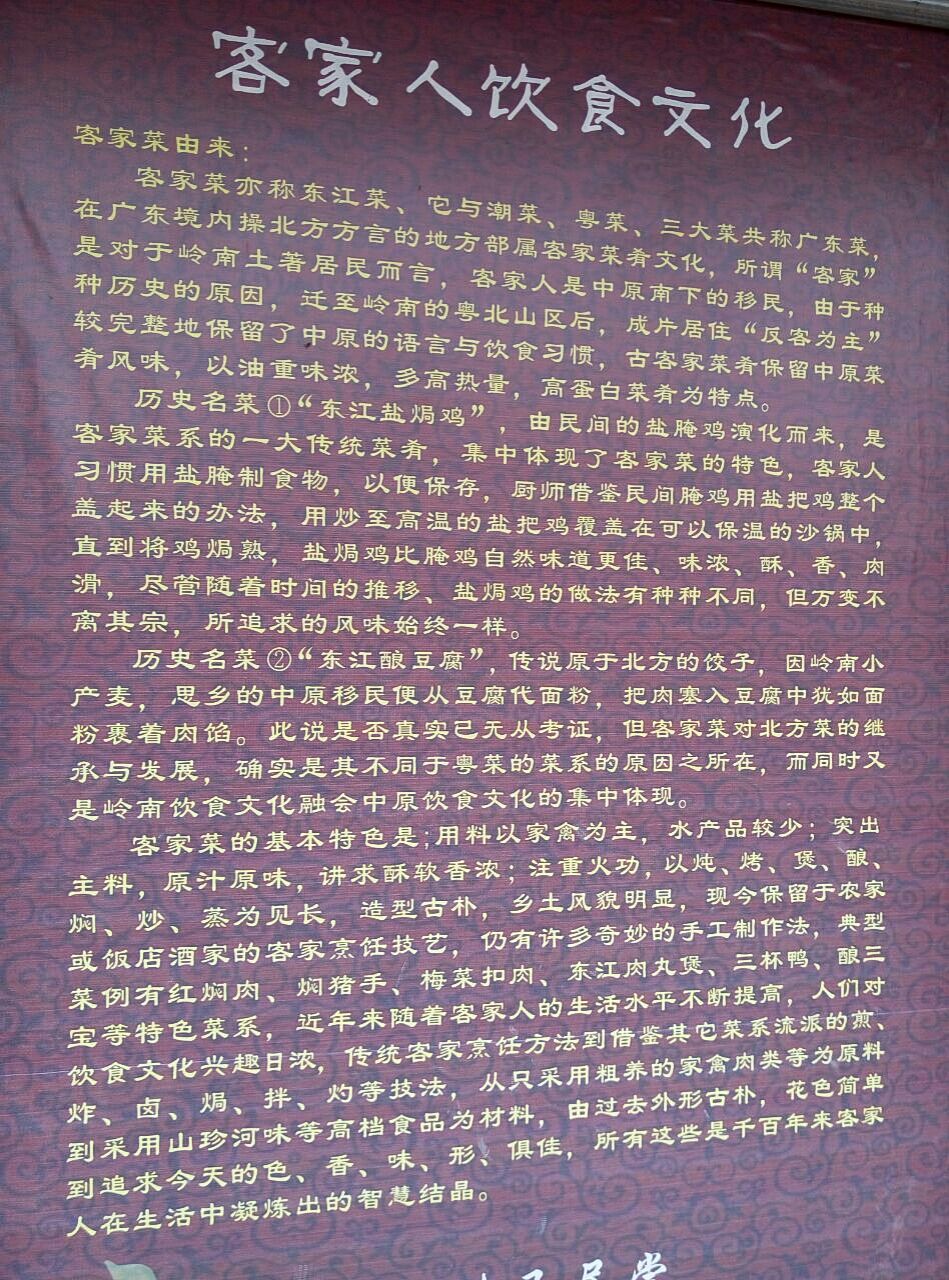 客家人饮食文化
客家菜由来：
客家菜亦称东江菜、它与潮菜、粤菜、三大菜共称广东菜，
在广东境内操北方方言的地方部属客家菜肴文化，所谓“客家”
是对于岭南土著居民而言，客家人是中原南下的移民，由于种
种历史的原因，迁至岭南的粤北山区后，成片居住“反客为主”
较完整地保留了中原的语言与饮食习惯，古客家菜肴保留中原菜
肴风味，以油重味浓，多高热量，高蛋白菜肴为特点。
历史名菜①“东江盐焗鸡”，由民间的盐腌鸡演化而来，是
客家菜系的一大传统菜肴，集中体现了客家菜的特色，客家人
习惯用盐腌制食物，以便保存，厨师借鉴民间腌鸡用盐把鸡整个
盖起来的办法，用炒至高温的盐把鸡覆盖在可以保温的沙锅中，
直到将鸡焗熟，盐焗鸡比腌鸡自然味道更佳、味浓、酥、香、肉
滑，尽管随着时间的推移、盐焗鸡的做法有种种不同，但万变不
离其宗，所追求的风味始终一样。
历史名菜②“东江酿豆腐”，传说原于北方的饺子，因岭南小
产麦，思乡的中原移民便从豆腐代面粉，把肉塞入豆腐中犹如面
粉裹着肉馅。此说是否真实已无从考证，但客家菜对北方菜的继
承与发展，确实是其不同于粤菜的菜系的原因之所在，而同时又
是岭南饮食文化融会中原饮食文化的集中体现。
客家菜的基本特色是；用料以家禽为主，水产品较少；突出
主料，原汁原味，讲求酥软香浓；注重火功，以炖、烤、煲、酿、
焖、炒、蒸为见长，造型古朴，乡土风貌明显，现今保留于农家
或饭店酒家的客家烹饪技艺，仍有许多奇妙的手工制作法，典型
菜例有红焖肉、焖猪手、梅菜扣肉、东江肉丸煲、三杯鸭、酿三
宝等特色菜系，近年来随着客家人的生活水平不断提高，人们对
饮食文化兴趣日浓，传统客家烹饪方法到借鉴其它菜系流派的煎、
炸、卤、焗、拌、灼等技法，从只采用粗养的家禽肉类等为原料
到采用山珍河味等高档食品为材料，由过去外形古朴，花色简单
到追求今天的色、香、味、形、俱佳，所有这些是千百年来客家
人在生活中凝炼出的智慧结晶。